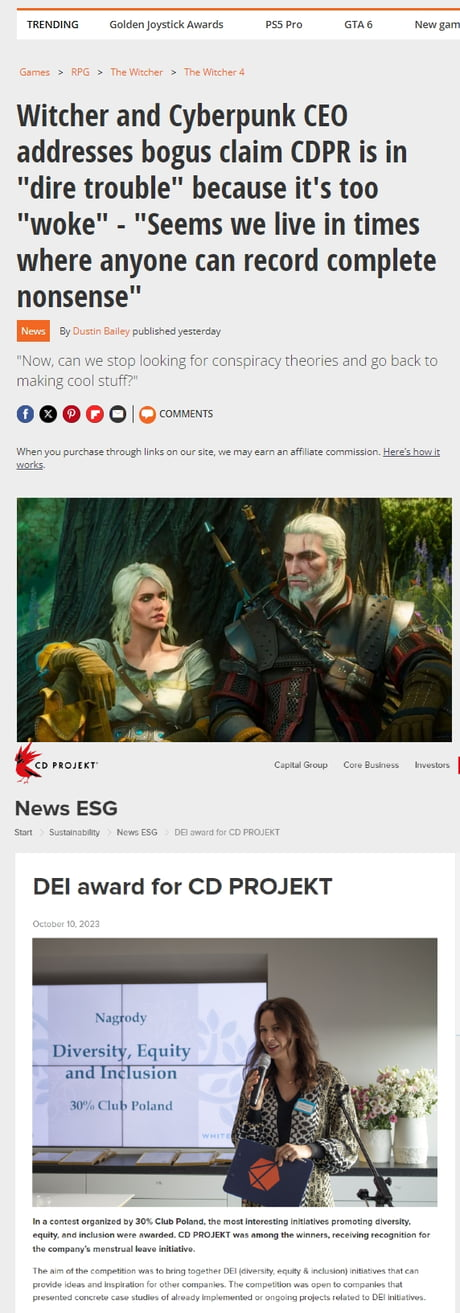 TRENDING Golden Joystick Awards PS5 Pro GTA 6 New gam
Games > RPG > The Witcher > The Witcher 4
Witcher and Cyberpunk CEO
addresses bogus claim CDPR is in
"dire trouble" because it's too
"woke" - "Seems we live in times
where anyone can record complete
nonsense"
News By Dustin Bailey published yesterday
"Now, can we stop looking for conspiracy theories and go back to
making cool stuff?"
COMMENTS
When you purchase through links on our site, we may earn an affiliate commission. Here's how it
works.
CD PROJEKT Capital Group Core Business Investors
News ESG
Start > Sustainability > News ESG > DEI award for CD PROJEKT
DEI award for CD PROJEKT
October 10, 2023
Nagrody
Diversity, Equity
and Inclusion
30% Club Poland
WHITE
In a contest organized by 30% Club Poland, the most interesting initiatives promoting diversity,
equity, and inclusion were awarded. CD PROJEKT was among the winners, receiving recognition for
the company's menstrual leave initiative.
The aim of the competition was to bring together DEI (diversity, equity & inclusion) initiatives that can
provide ideas and inspiration for other companies. The competition was open to companies that
presented concrete case studies of already implemented or ongoing projects related to DEI initiatives.